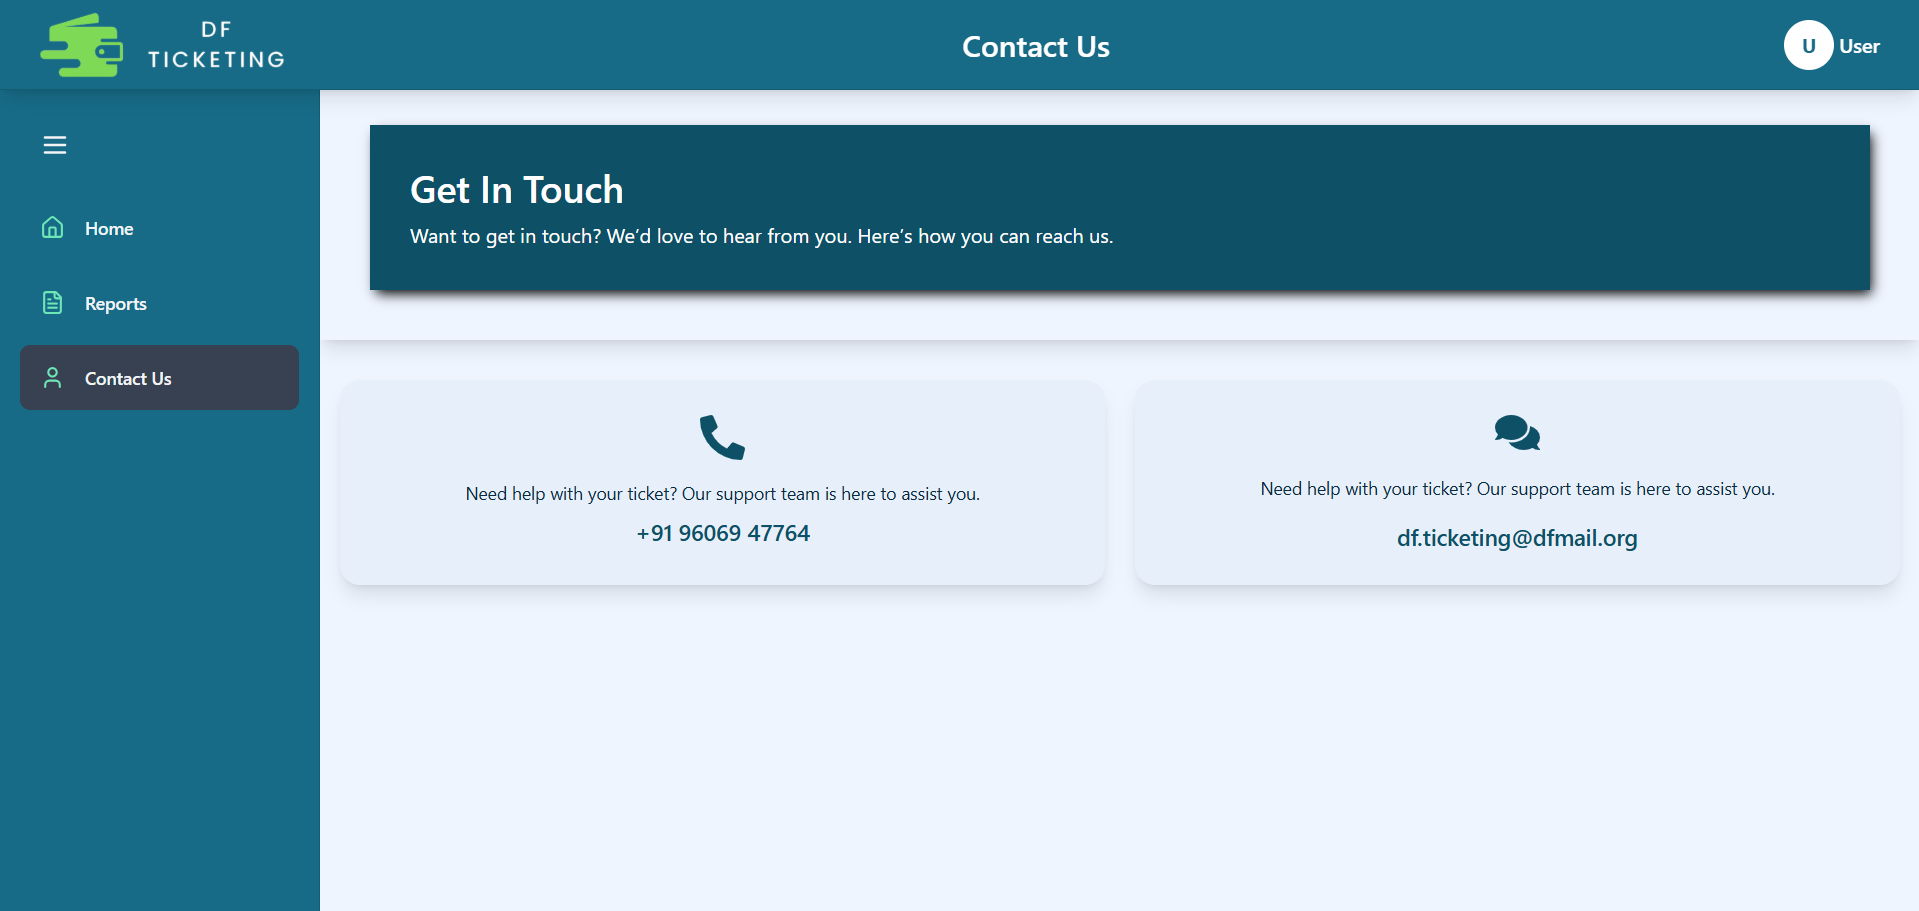 DF
TICKETING
Contact Us
U
User
Home
Reports
Contact Us
Get In Touch
Want to get in touch? We’d love to hear from you. Here’s how you can reach us.
Need help with your ticket? Our support team is here to assist you.
+91 96069 47764
Need help with your ticket? Our support team is here to assist you.
df.ticketing@dfmail.org